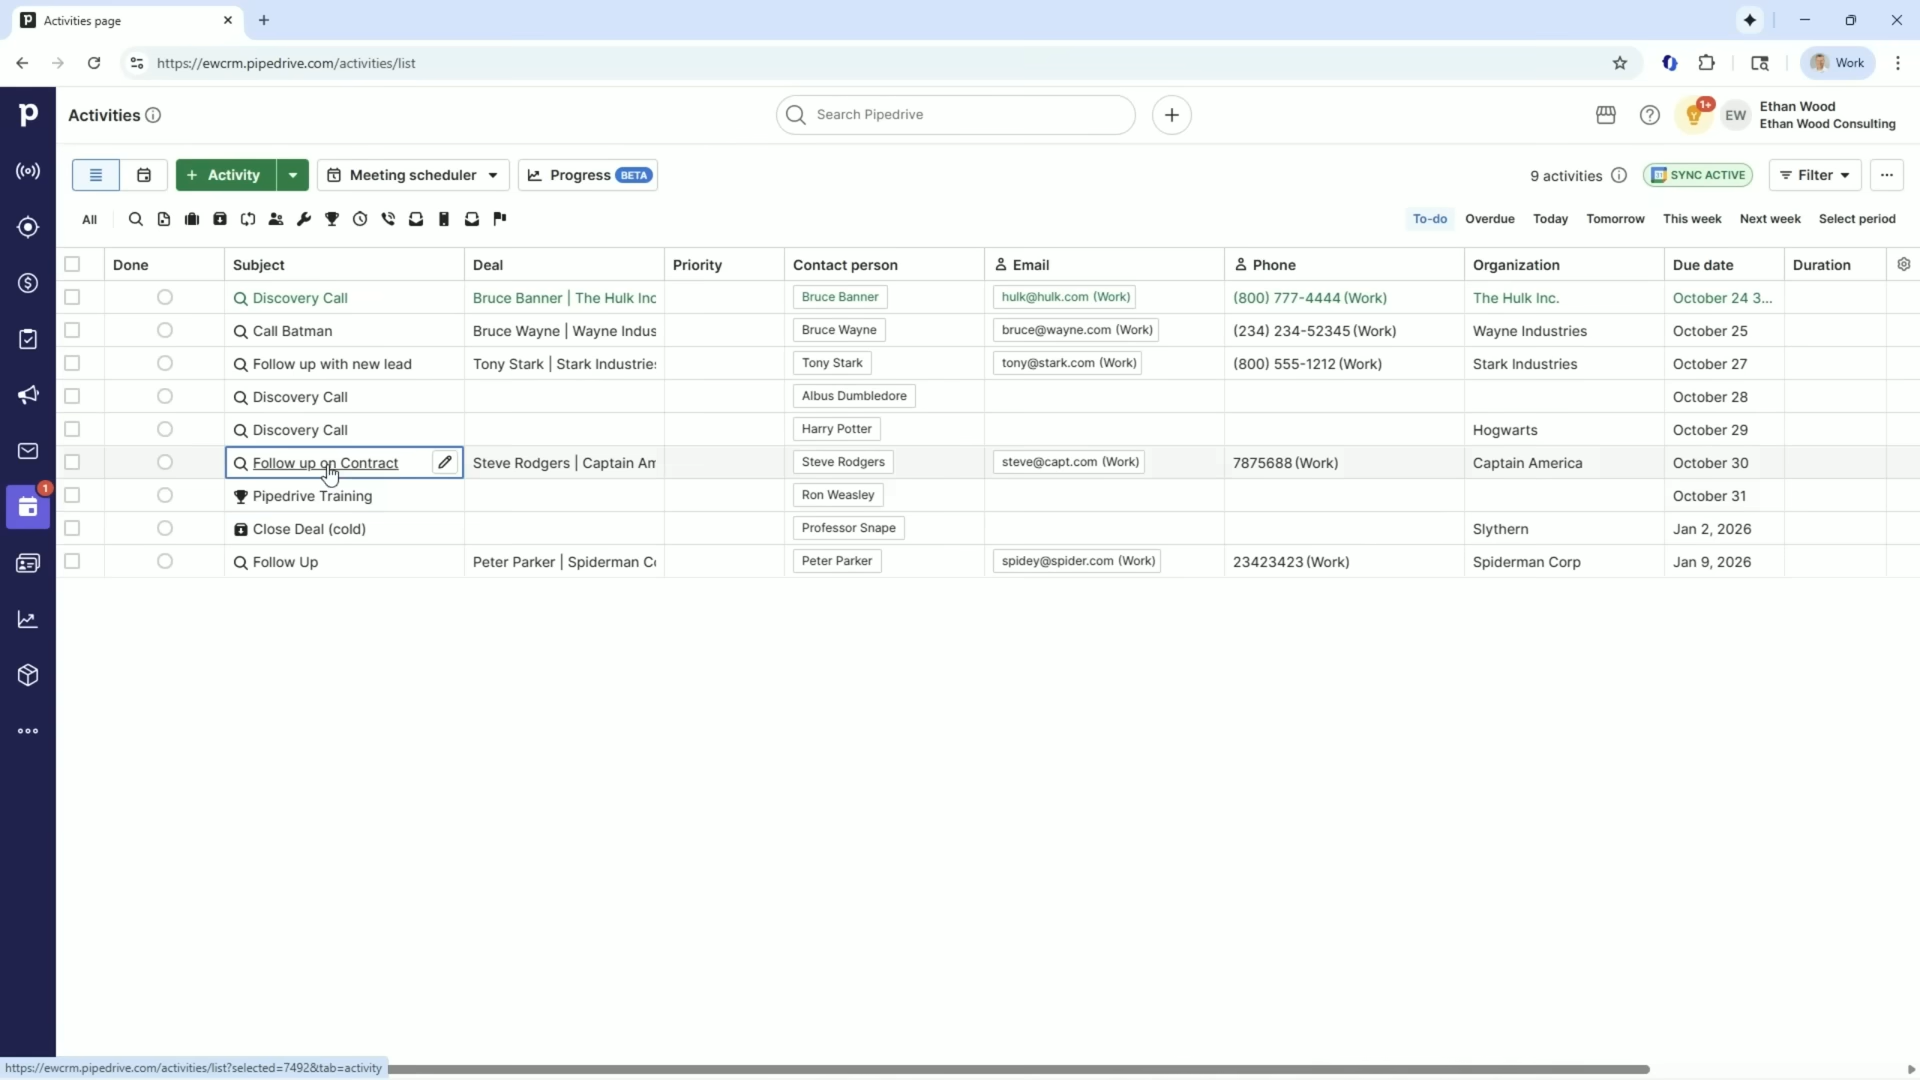 Activities page
https://ewcrm.pipedrive.com/activities/list
Work
Activities
Search Pipedrive
1+
EW
Ethan Wood
Ethan Wood Consulting
+ Activity
Meeting scheduler
Progress BETA
9 activities
SYNC ACTIVE
Filter
All
To-do Overdue Today Tomorrow This week Next week Select period
Done Subject Deal Priority Contact person Email Phone Organization Due date Duration
Discovery Call Bruce Banner | The Hulk Inc Bruce Banner hulk@hulk.com (Work) (800) 777-4444 (Work) The Hulk Inc. October 24 3...
Call Batman Bruce Wayne | Wayne Indus Bruce Wayne bruce@wayne.com (Work) (234) 234-52345 (Work) Wayne Industries October 25
Follow up with new lead Tony Stark | Stark Industries Tony Stark tony@stark.com (Work) (800) 555-1212 (Work) Stark Industries October 27
Discovery Call Albus Dumbledore October 28
Discovery Call Harry Potter Hogwarts October 29
Follow up on Contract Steve Rodgers | Captain Am Steve Rodgers steve@capt.com (Work) 7875688 (Work) Captain America October 30
1
Pipedrive Training Ron Weasley October 31
Close Deal (cold) Professor Snape Slythern Jan 2, 2026
Follow Up Peter Parker | Spiderman Co Peter Parker spidey@spider.com (Work) 23423423 (Work) Spiderman Corp Jan 9, 2026
https://ewcrm.pipedrive.com/activities/list?selected=7492&tab=activity